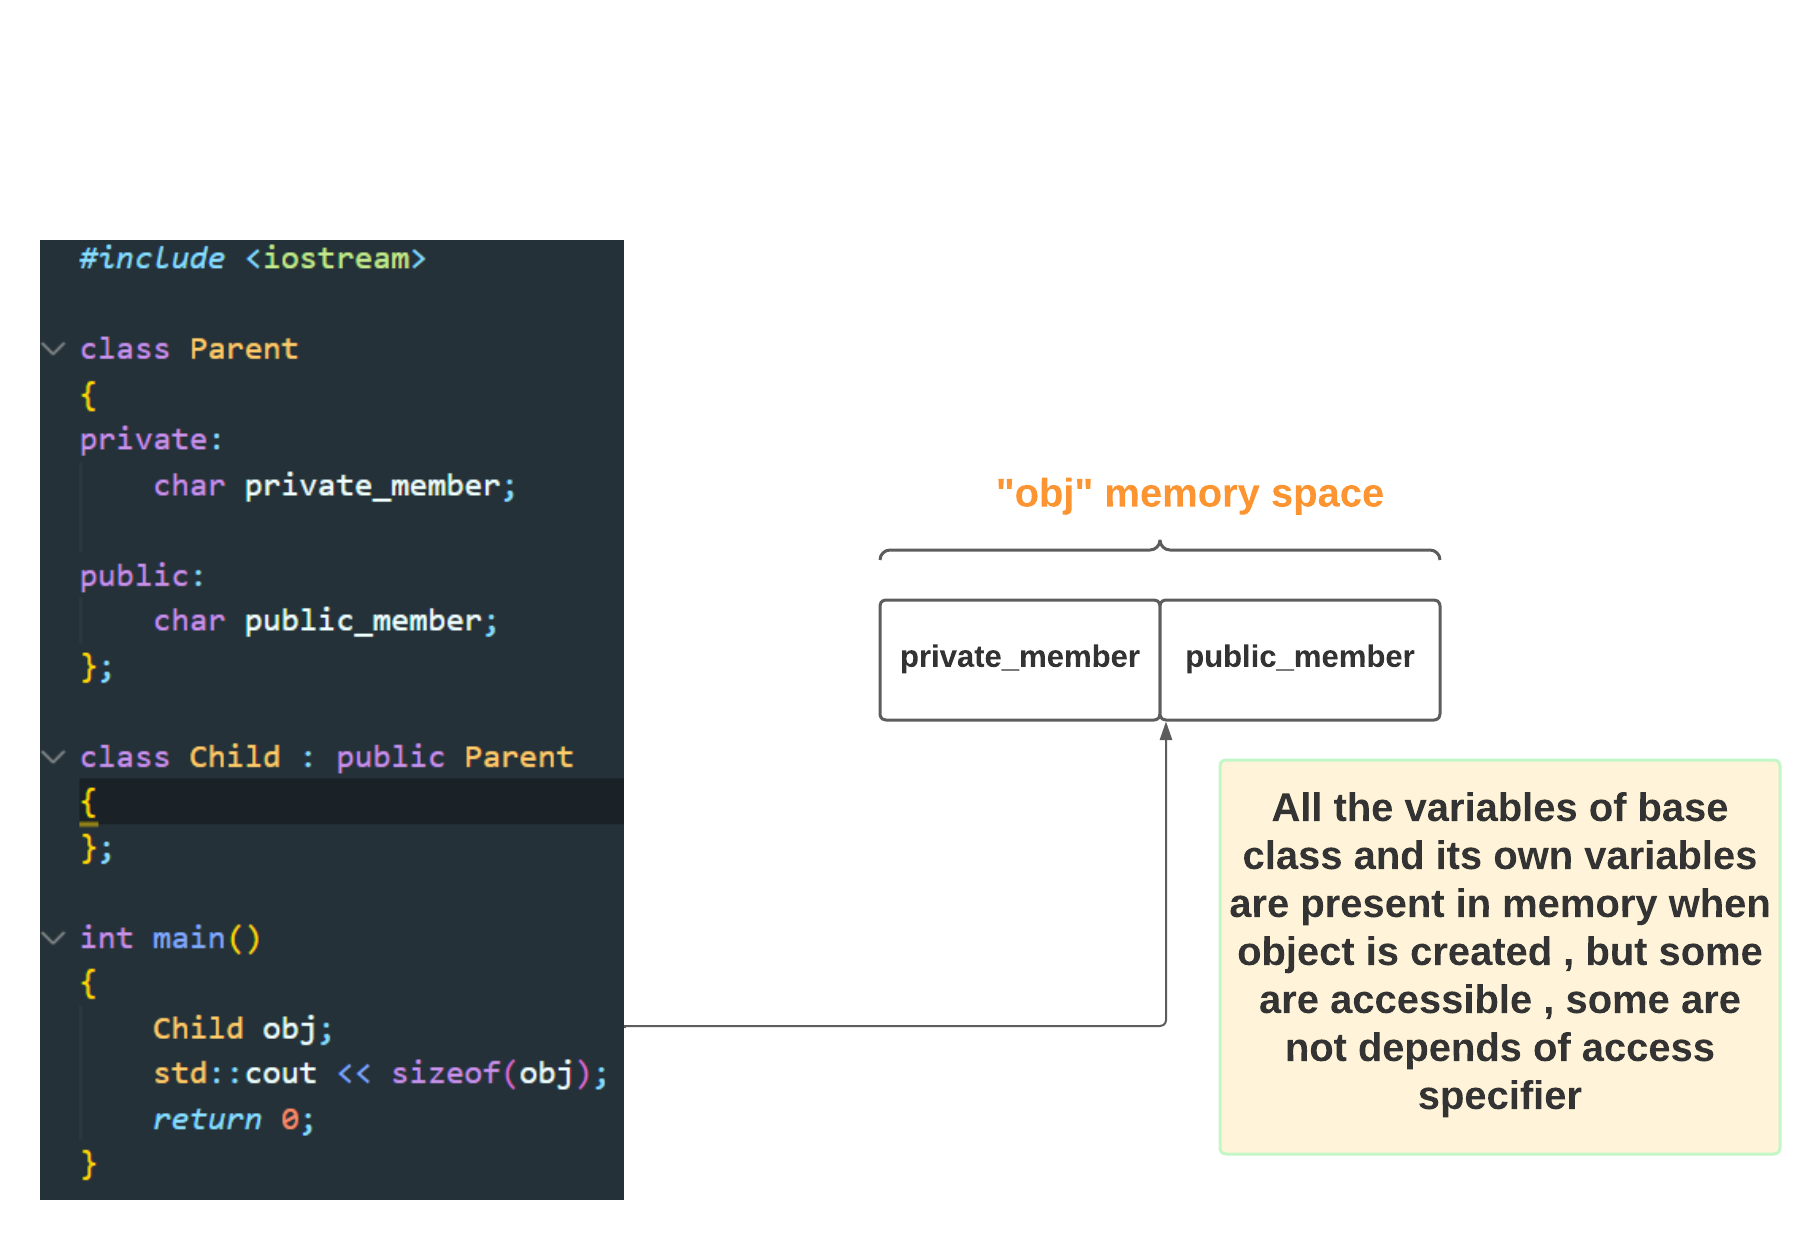 #include <iostream>
class Parent
{
private:
    char private_member;
public:
    char public_member;
};
class Child : public Parent
{
};
int main()
{
    Child obj;
    std::cout << sizeof(obj);
    return 0;
}
"obj" memory space
private_member public_member
All the variables of base
class and its own variables
are present in memory when
object is created , but some
are accessible , some are
not depends of access
specifier